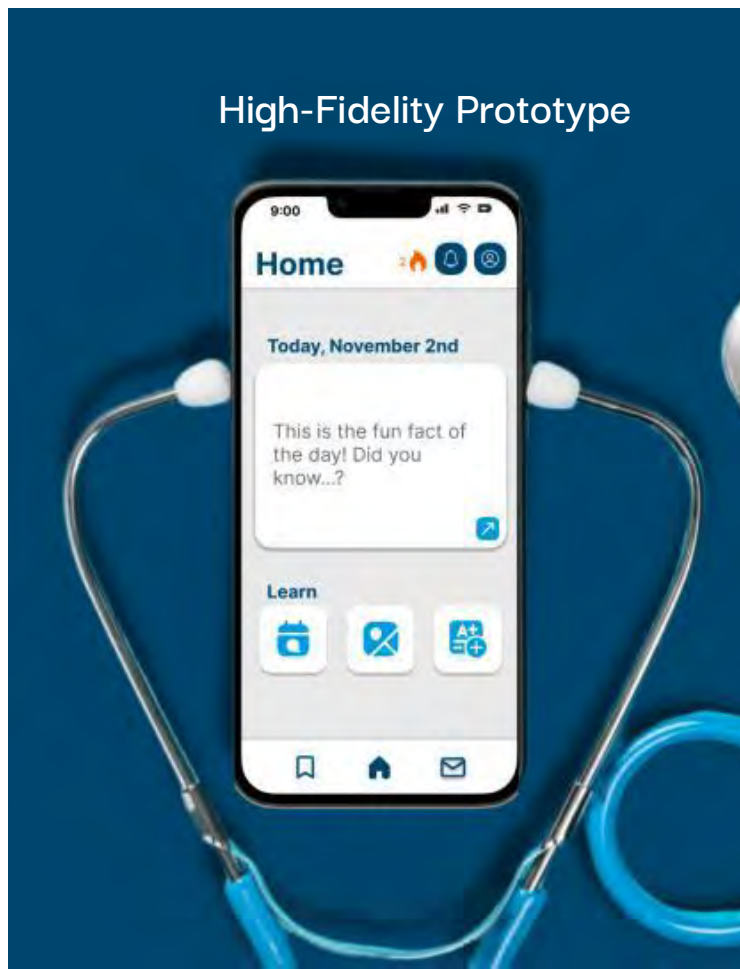 High-Fidelity Prototype
9:00
Home
2
Today, November 2nd
This is the fun fact of
the day! Did you
know...?
Learn
A+